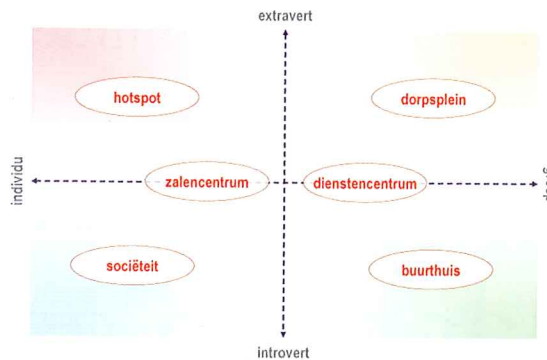 extravert
hotspot
dorpsplein
individu
zalencentrum
dienstencentrum
sociëteit
buurthuis
introvert